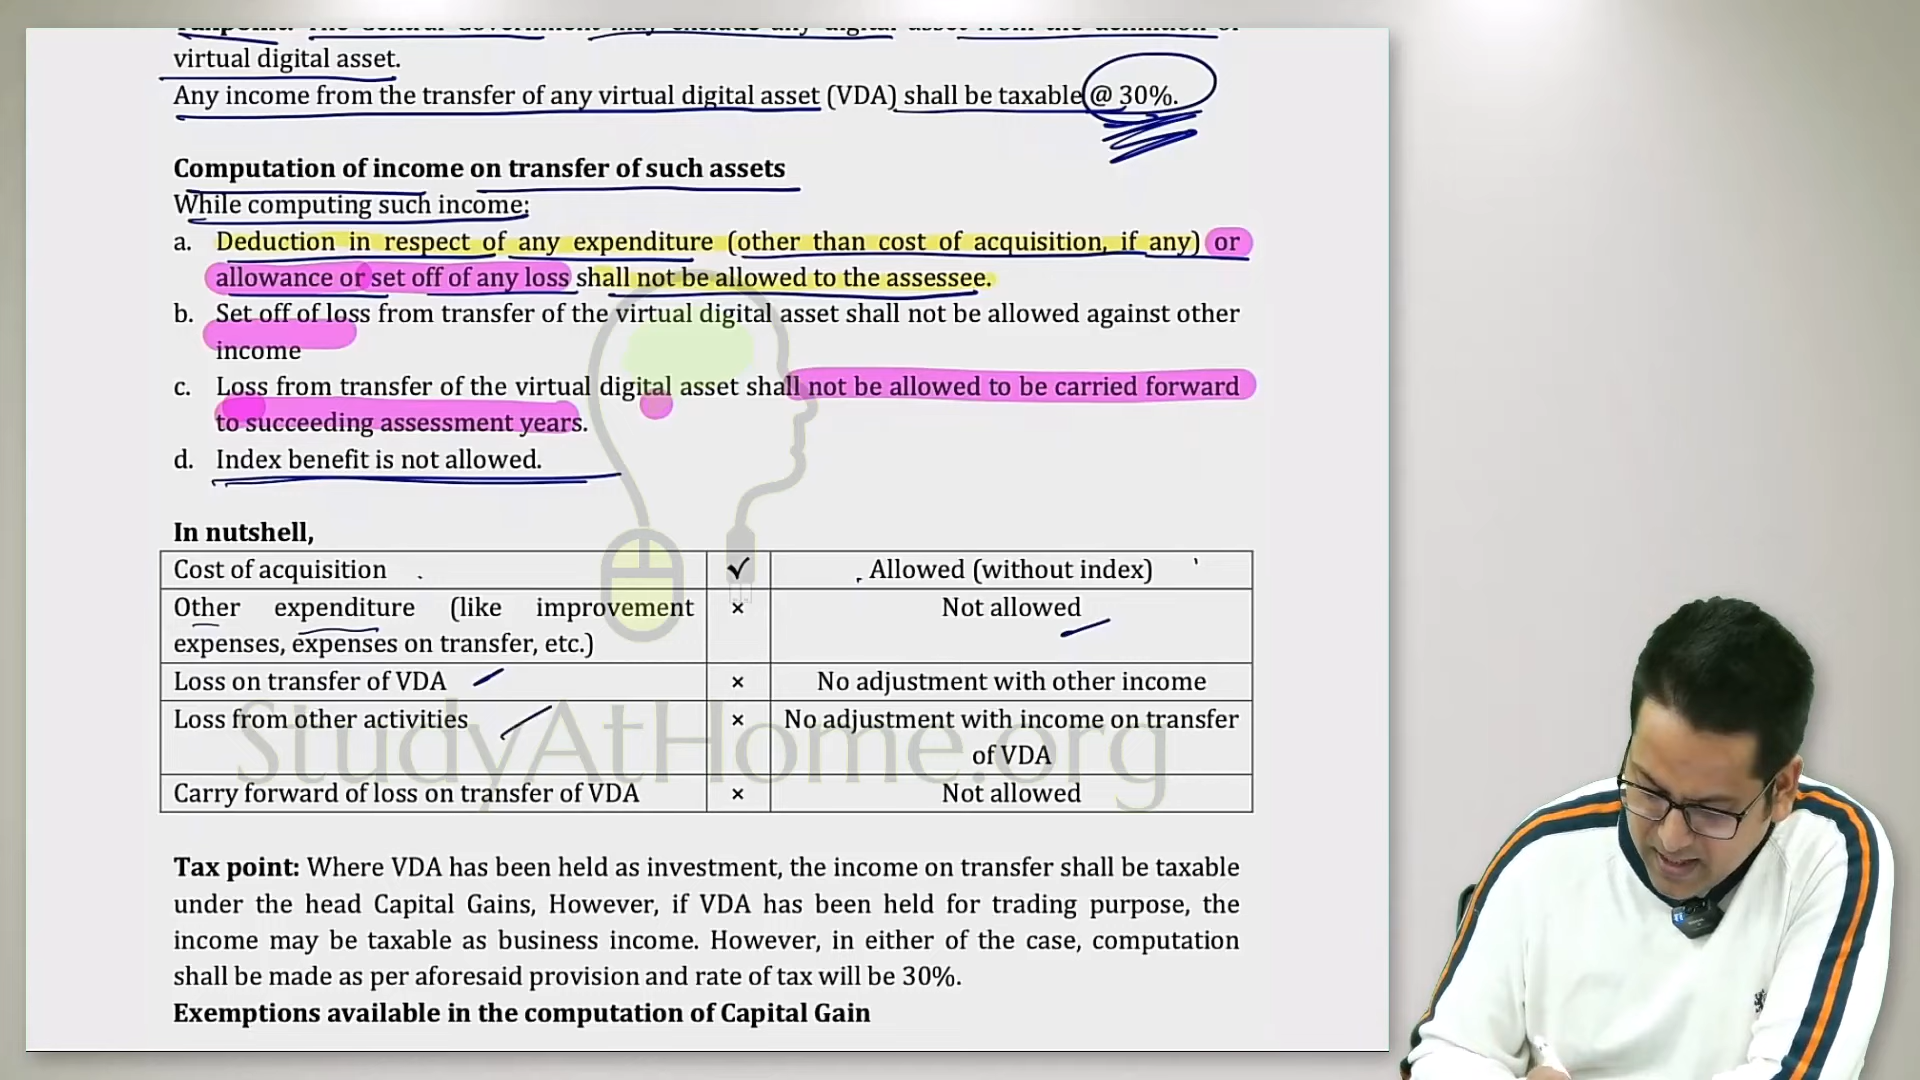 virtual digital asset.
Any income from the transfer of any virtual digital asset (VDA) shall be taxable @ 30%.
Computation of income on transfer of such assets
While computing such income:
a. Deduction in respect of any expenditure (other than cost of acquisition, if any) or
allowance or set off of any loss shall not be allowed to the assessee.
b. Set off of loss from transfer of the virtual digital asset shall not be allowed against other
income
c. Loss from transfer of the virtual digital asset shall not be allowed to be carried forward
to succeeding assessment years.
d. Index benefit is not allowed.
In nutshell,
Cost of acquisition ✓ Allowed (without index)
Other expenditure (like improvement × Not allowed
expenses, expenses on transfer, etc.)
Loss on transfer of VDA × No adjustment with other income
Loss from other activities × No adjustment with income on transfer
of VDA
Carry forward of loss on transfer of VDA × Not allowed
StudyAtHome.org
Tax point: Where VDA has been held as investment, the income on transfer shall be taxable
under the head Capital Gains, However, if VDA has been held for trading purpose, the
income may be taxable as business income. However, in either of the case, computation
shall be made as per aforesaid provision and rate of tax will be 30%.
Exemptions available in the computation of Capital Gain